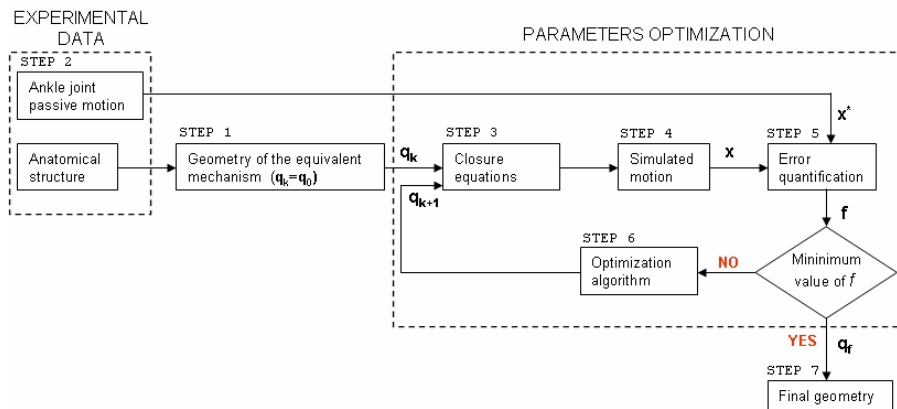 EXPERIMENTAL
DATA
STEP 2
Ankle joint
passive motion
Anatomical
structure
STEP 1
Geometry of the equivalent
mechanism (qk=q0)
PARAMETERS OPTIMIZATION
qk
qk+1
STEP 3
Closure
equations
STEP 4
Simulated
motion
x
x*
STEP 5
Error
quantification
f
Mininimum
value of f
NO
STEP 6
Optimization
algorithm
YES
qf
STEP 7
Final geometry